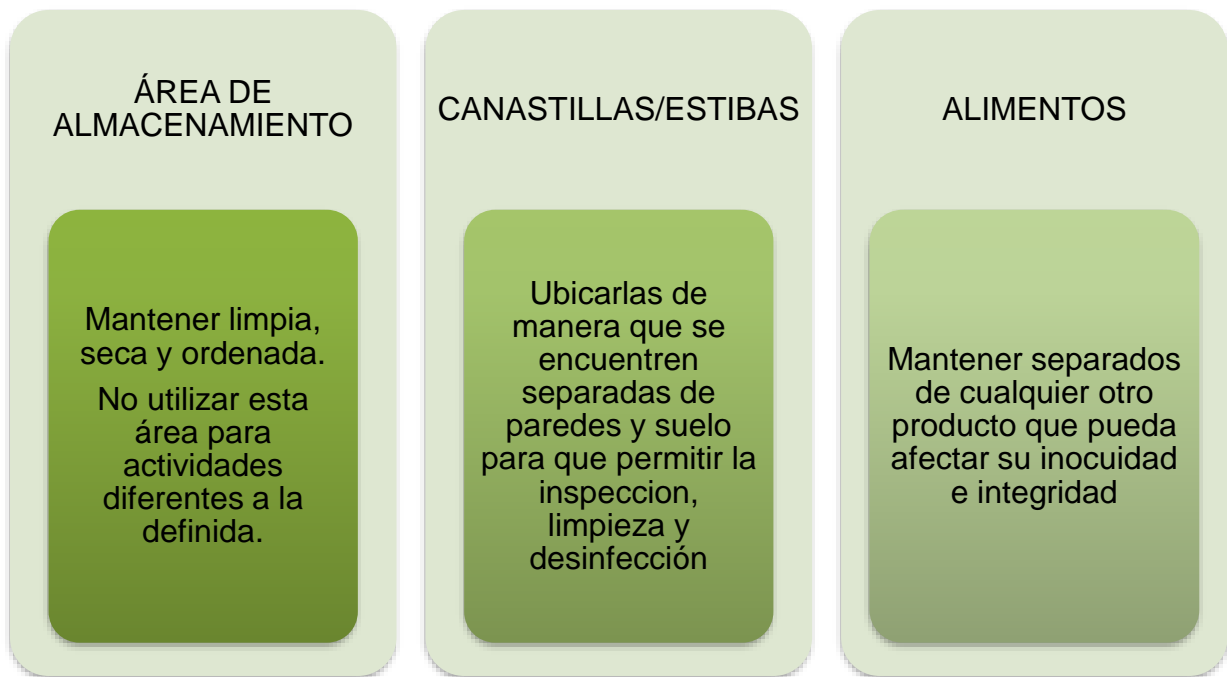 ÁREA DE
ALMACENAMIENTO
Mantener limpia,
seca y ordenada.
No utilizar esta
área para
actividades
diferentes a la
definida.
CANASTILLAS/ESTIBAS
Ubicarlas de
manera que se
encuentren
separadas de
paredes y suelo
para que permitir la
inspeccion,
limpieza y
desinfección
ALIMENTOS
Mantener separados
de cualquier otro
producto que pueda
afectar su inocuidad
e integridad